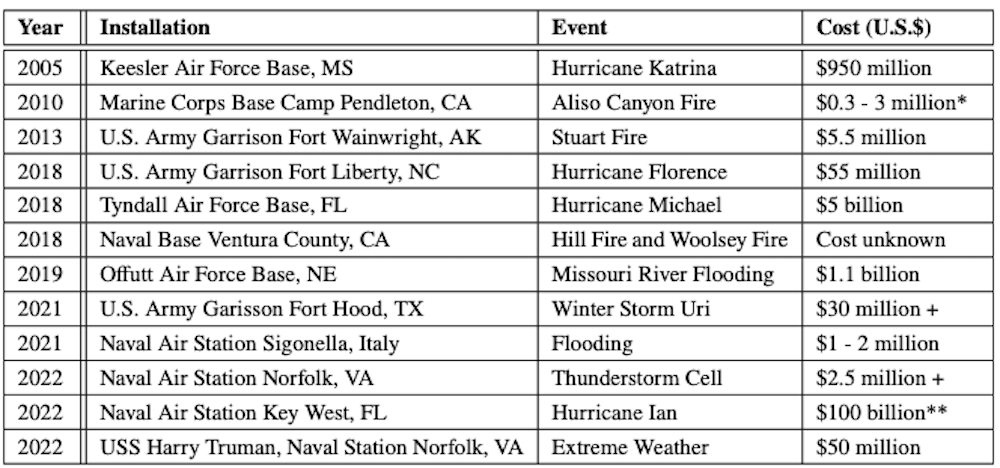 Year Installation Event Cost (U.S.$)
2005 Keesler Air Force Base, MS Hurricane Katrina $950 million
2010 Marine Corps Base Camp Pendleton, CA Aliso Canyon Fire $0.3 - 3 million*
2013 U.S. Army Garrison Fort Wainwright, AK Stuart Fire $5.5 million
2018 U.S. Army Garrison Fort Liberty, NC Hurricane Florence $55 million
2018 Tyndall Air Force Base, FL Hurricane Michael $5 billion
2018 Naval Base Ventura County, CA Hill Fire and Woolsey Fire Cost unknown
2019 Offutt Air Force Base, NE Missouri River Flooding $1.1 billion
2021 U.S. Army Garisson Fort Hood, TX Winter Storm Uri $30 million +
2021 Naval Air Station Sigonella, Italy Flooding $1 - 2 million
2022 Naval Air Station Norfolk, VA Thunderstorm Cell $2.5 million +
2022 Naval Air Station Key West, FL Hurricane Ian $100 billion**
2022 USS Harry Truman, Naval Station Norfolk, VA Extreme Weather $50 million